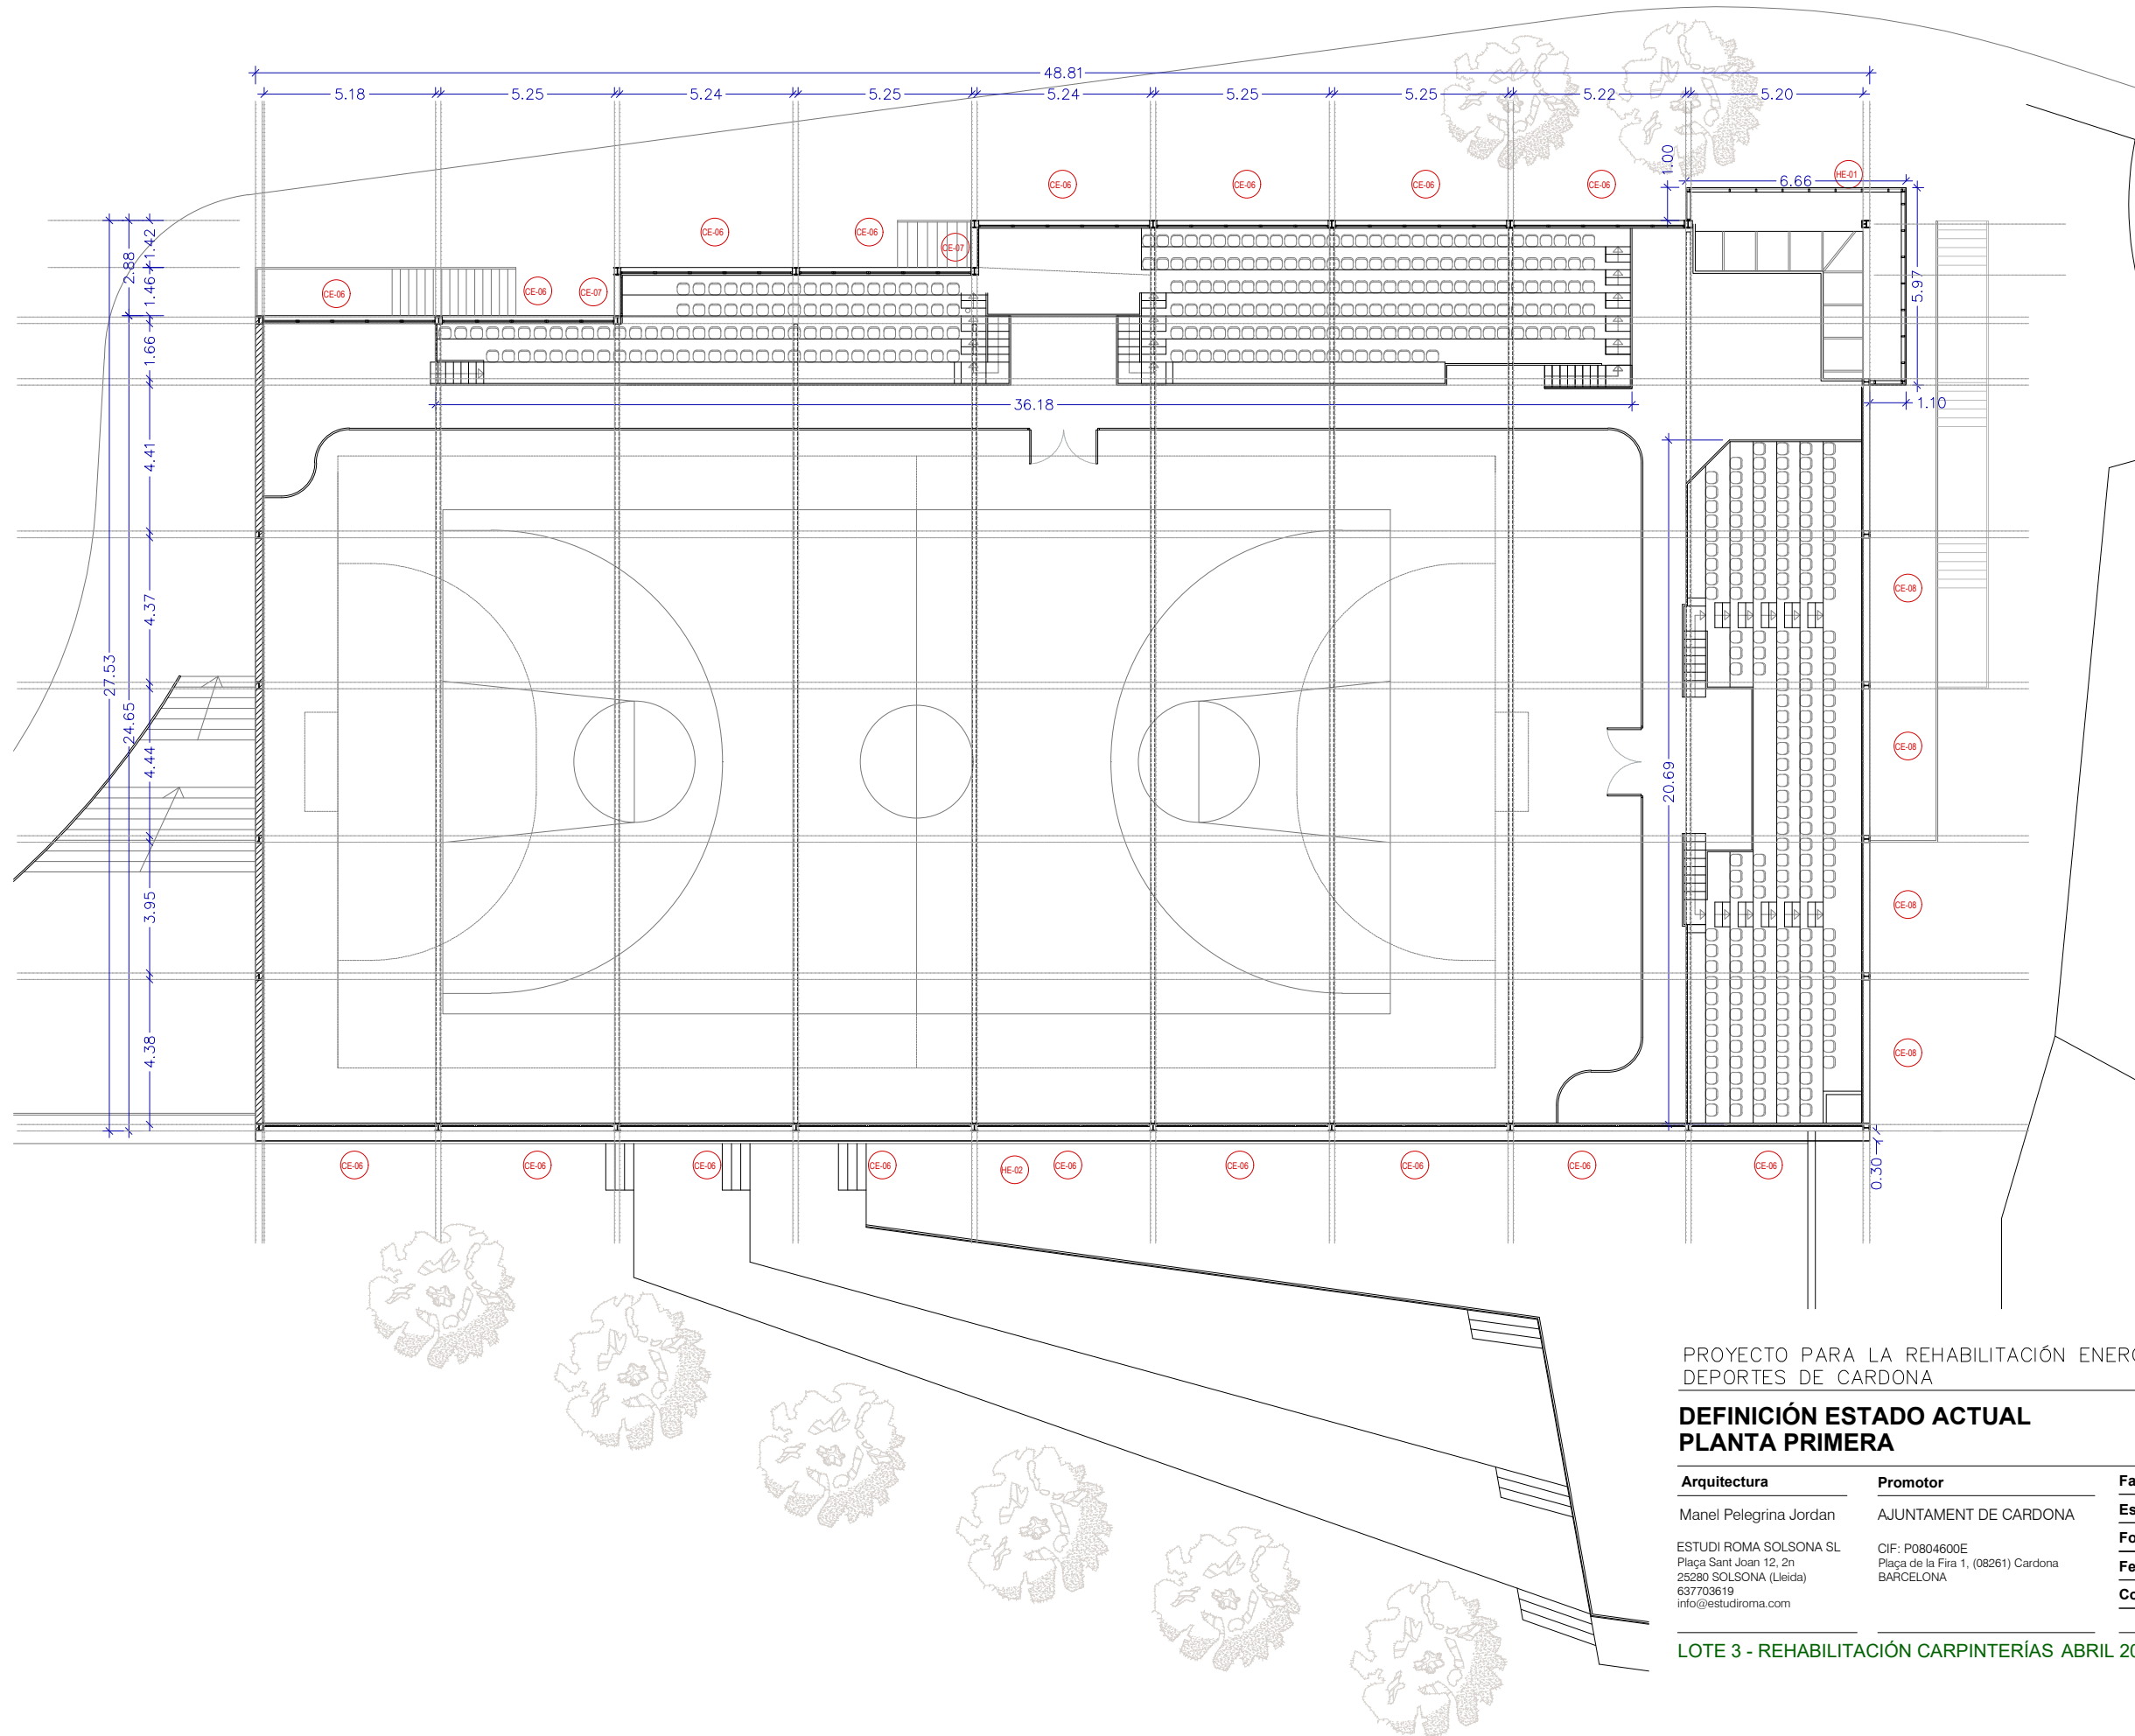 48.81
5.18 5.25 5.24 5.25 5.24 5.25 5.25 5.22 5.20
1.00
6.66
HE-01
CE-06 CE-06 CE-06 CE-06
CE-06 CE-06 CE-07
CE-06 CE-06 CE-07
5.97
1.10
1.42
2.88
1.46
1.66
36.18
4.41
4.37
27.53
24.65
4.44
3.95
4.38
20.69
CE-08
CE-08
CE-08
CE-08
0.30
CE-06 CE-06 CE-06 CE-06 HE-02 CE-06 CE-06 CE-06 CE-06 CE-06
PROYECTO PARA LA REHABILITACIÓN ENERG
DEPORTES DE CARDONA
DEFINICIÓN ESTADO ACTUAL
PLANTA PRIMERA
Arquitectura
Manel Pelegrina Jordan
ESTUDI ROMA SOLSONA SL
Plaça Sant Joan 12, 2n
25280 SOLSONA (Lleida)
637703619
info@estudiroma.com
Promotor
AJUNTAMENT DE CARDONA
CIF: P0804600E
Plaça de la Fira 1, (08261) Cardona
BARCELONA
Fa
Es
Fo
Fe
Co
LOTE 3 - REHABILITACIÓN CARPINTERÍAS ABRIL 20